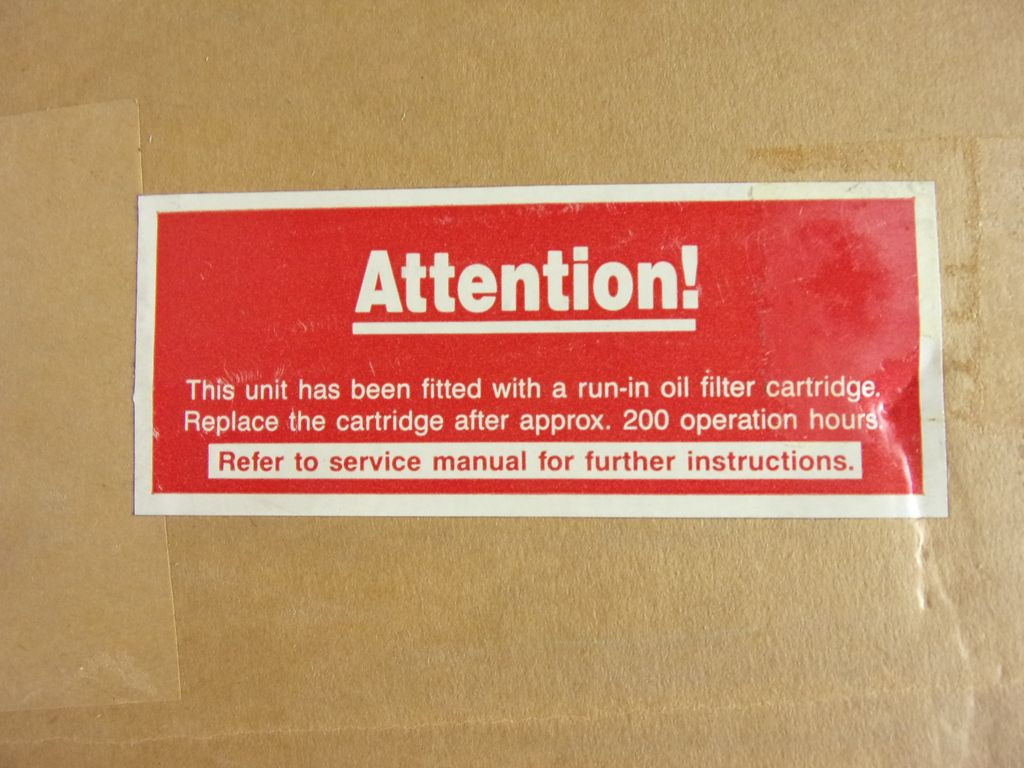 Attention!
This unit has been fitted with a run-in oil filter cartridge.
Replace the cartridge after approx. 200 operation hours.
Refer to service manual for further instructions.